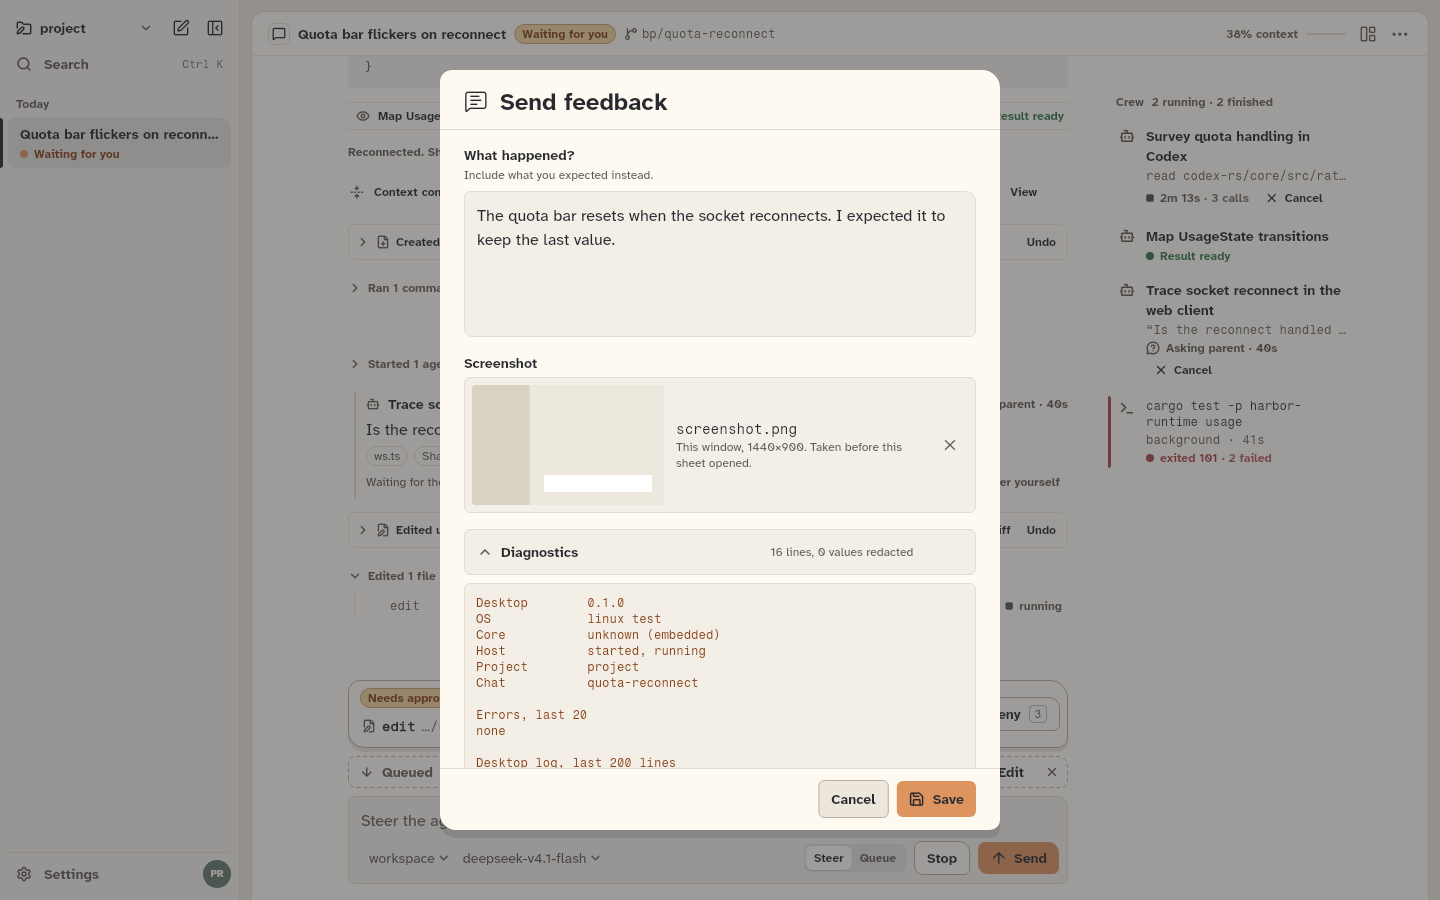 project
Search
Ctrl K
Today
Quota bar flickers on reconn…
Waiting for you
Settings
PR
Quota bar flickers on reconnect
Waiting for you
bp/quota-reconnect
38% context
}
Map Usage
esult ready
Reconnected. Sh
Context con
View
Created
Undo
Ran 1 comma
Started 1 age
Trace sc
parent · 40s
Is the reco
ws.ts
Sha
Waiting for the
er yourself
Edited u
iff
Undo
Edited 1 file
edit
running
Needs appro
edit …/
eny
3
Queued
Edit
Steer the ag
workspace
deepseek-v4.1-flash
Steer
Queue
Stop
Send
Send feedback
What happened?
Include what you expected instead.
The quota bar resets when the socket reconnects. I expected it to
keep the last value.
Screenshot
screenshot.png
This window, 1440×900. Taken before this
sheet opened.
Diagnostics
16 lines, 0 values redacted
Desktop 0.1.0
OS linux test
Core unknown (embedded)
Host started, running
Project project
Chat quota-reconnect
Errors, last 20
none
Desktop log, last 200 lines
Cancel
Save
Crew 2 running · 2 finished
Survey quota handling in
Codex
read codex-rs/core/src/rat…
2m 13s · 3 calls
Cancel
Map UsageState transitions
Result ready
Trace socket reconnect in the
web client
“Is the reconnect handled …
Asking parent · 40s
Cancel
cargo test -p harbor-
runtime usage
background · 41s
exited 101 · 2 failed